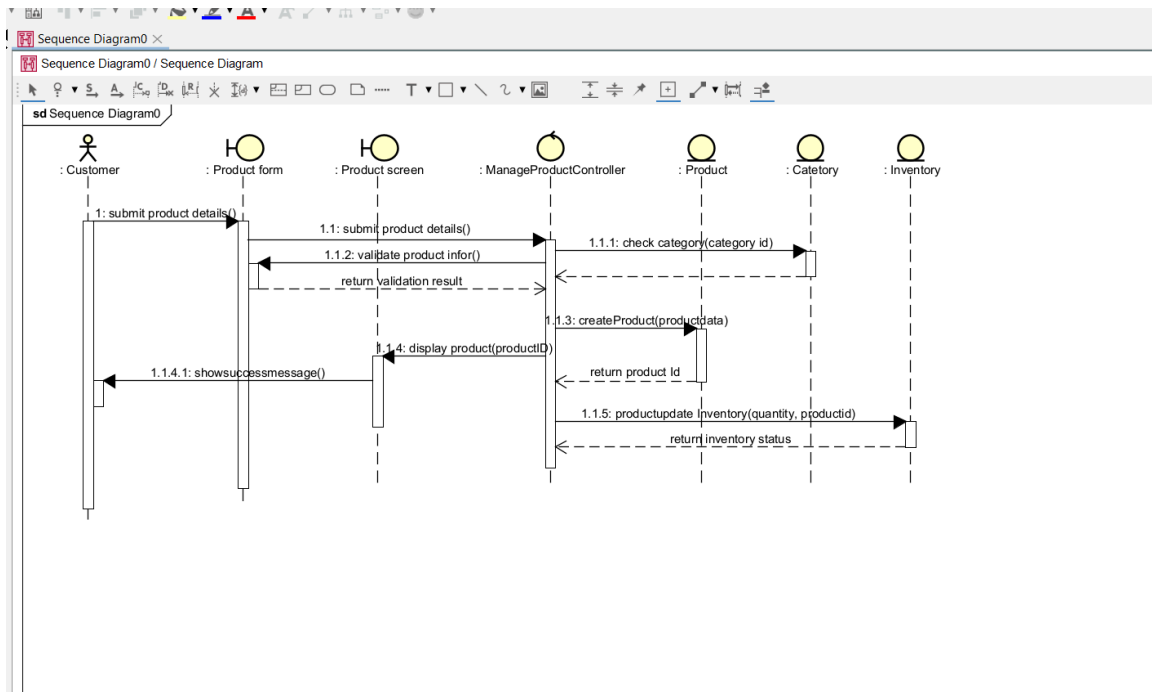 Sequence Diagram0
Sequence Diagram0 / Sequence Diagram
sd Sequence Diagram0
: Customer
: Product form
: Product screen
: ManageProductController
: Product
: Catetory
: Inventory
1: submit product details()
1.1: submit product details()
1.1.1: check category(category id)
1.1.2: validate product infor()
return validation result
1.1.3: createProduct(productdata)
1.1.4: display product(productID)
1.1.4.1: showsuccessmessage()
return product Id
1.1.5: productupdate Inventory(quantity, productid)
return inventory status